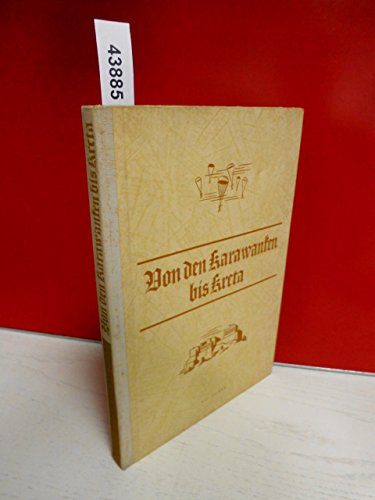 43885
Von den Karawanken bis Kreta
Von den Karawanken
bis Kreta